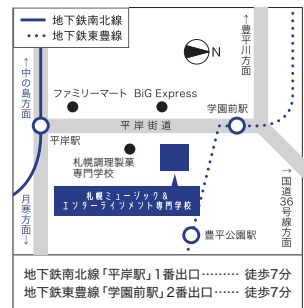 地下鉄南北線
地下鉄東豊線
N
↑豊平川方面
↑中の島方面
ファミリーマート
BiG Express
学園前駅
平岸街道
平岸駅
札幌調理製菓
専門学校
札幌ミュージック&
エンターテインメント専門学校
→国道36号線方面
月寒方面↓
豊平公園駅
地下鉄南北線「平岸駅」1番出口……… 徒歩7分
地下鉄東豊線「学園前駅」2番出口…… 徒歩7分